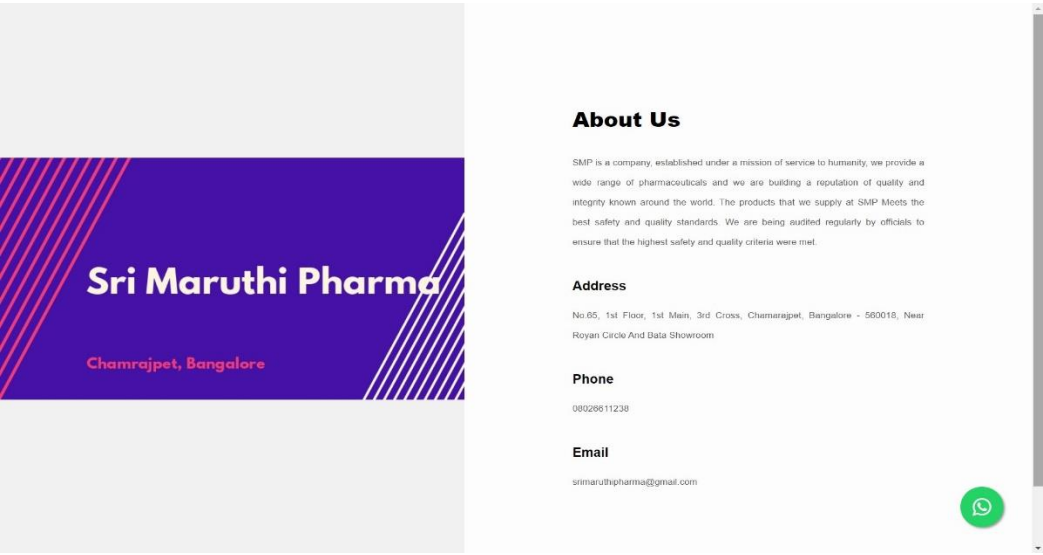 Sri Maruthi Pharma
Chamrajpet, Bangalore
About Us
SMP is a company, established under a mission of service to humanity, we provide a
wide range of pharmaceuticals and we are building a reputation of quality and
integrity known around the world. The products that we supply at SMP Meets the
best safety and quality standards. We are being audited regularly by officials to
ensure that the highest safety and quality criteria were met.
Address
No.65, 1st Floor, 1st Main, 3rd Cross, Chamarajpet, Bangalore - 560018, Near
Royan Circle And Bata Showroom
Phone
08026611238
Email
srimaruthipharma@gmail.com